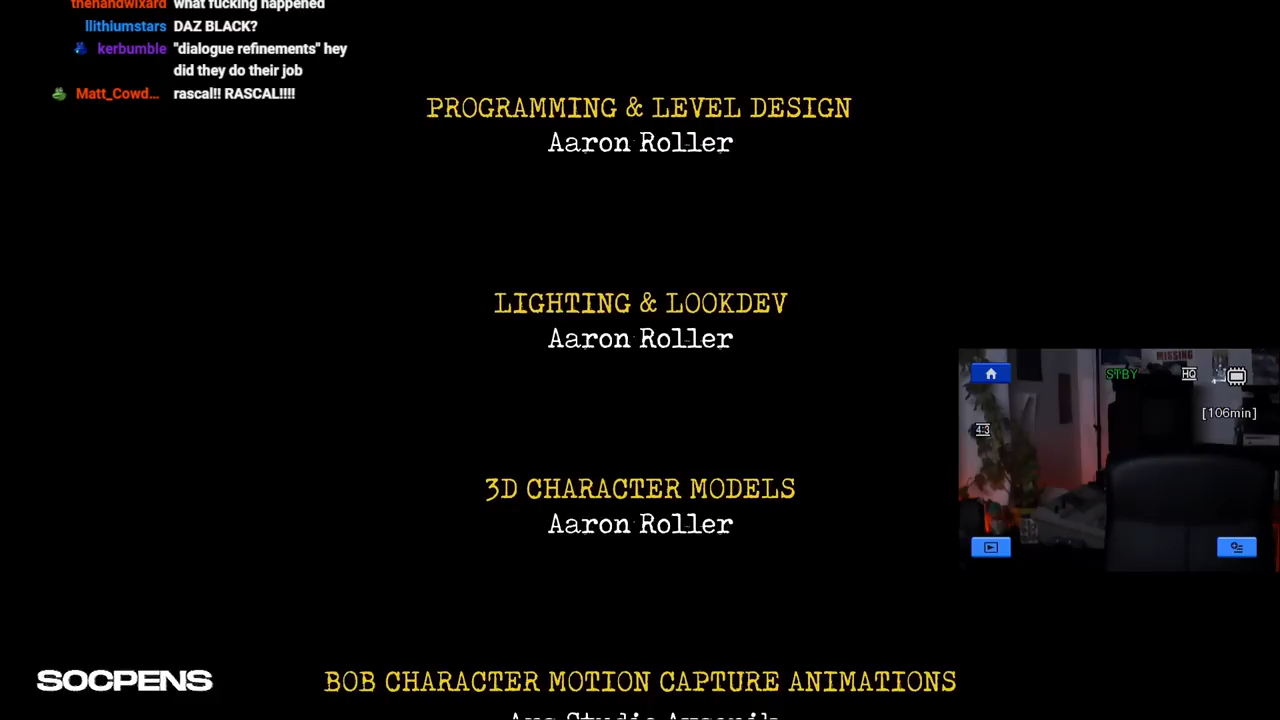 thehandwixard what fucking happened
llithiumstars DAZ BLACK?
kerbumble "dialogue refinements" hey
did they do their job
Matt_Cowd... rascal!! RASCAL!!!!
PROGRAMMING & LEVEL DESIGN
Aaron Roller
LIGHTING & LOOKDEV
Aaron Roller
MISSING
STBY
HQ
[106min]
4:3
3D CHARACTER MODELS
Aaron Roller
SOCPENS
BOB CHARACTER MOTION CAPTURE ANIMATIONS